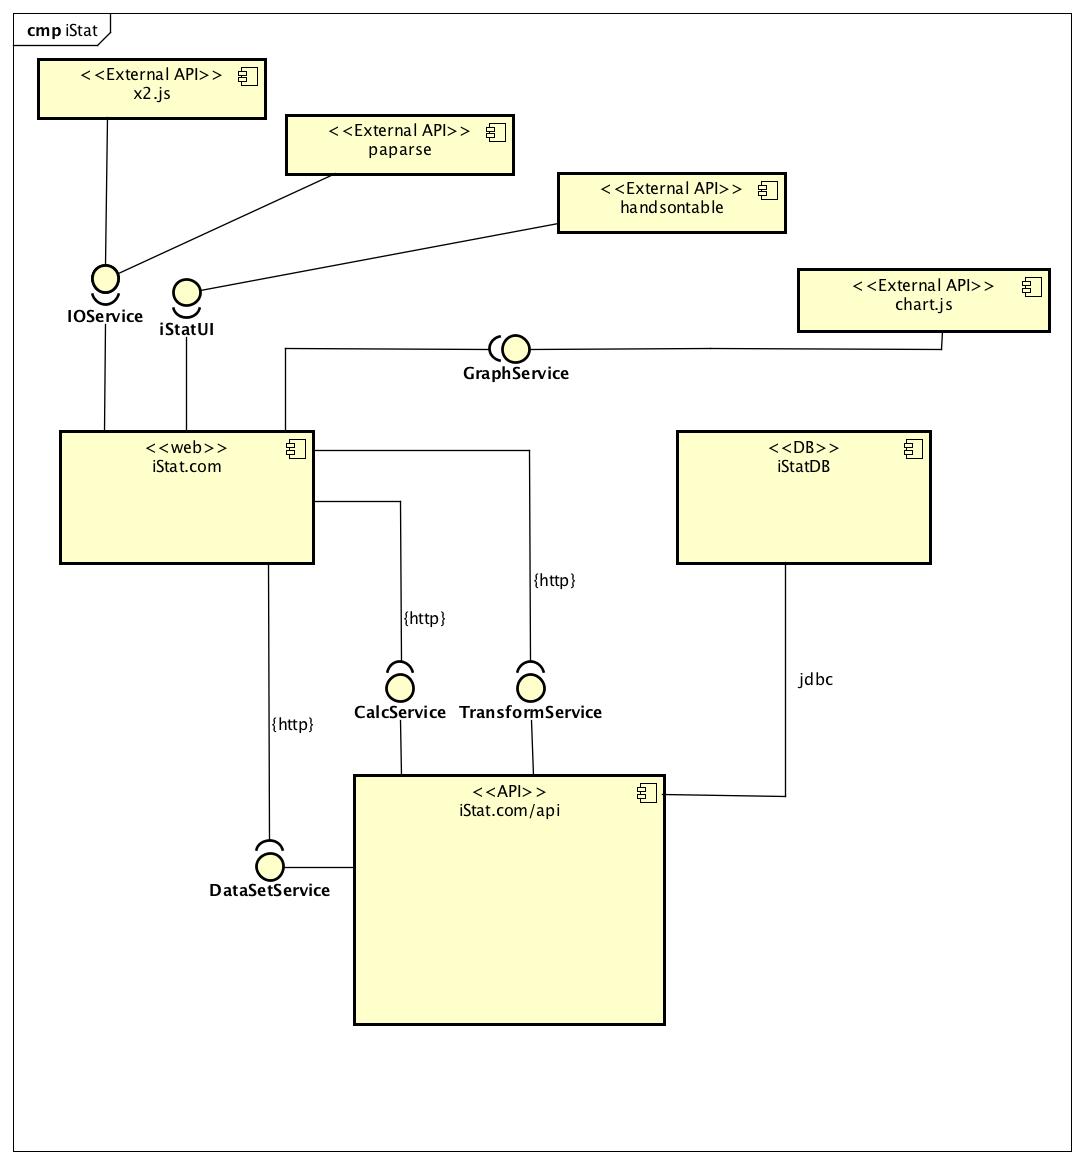 cmp iStat
<<External API>>
x2.js
<<External API>>
paparse
<<External API>>
handsontable
<<External API>>
chart.js
IOService
iStatUI
GraphService
<<web>>
iStat.com
<<DB>>
iStatDB
{http}
{http}
jdbc
CalcService
TransformService
{http}
<<API>>
iStat.com/api
DataSetService